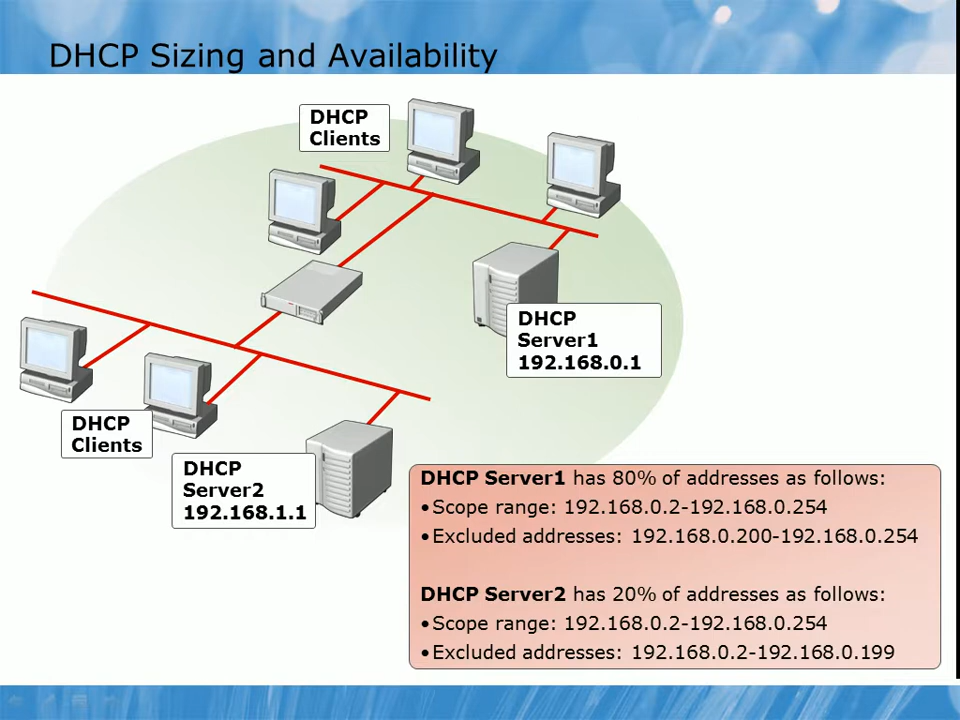 DHCP Sizing and Availability
DHCP
Clients
DHCP
Server1
192.168.0.1
DHCP
Clients
DHCP
Server2
192.168.1.1
DHCP Server1 has 80% of addresses as follows:
•Scope range: 192.168.0.2-192.168.0.254
•Excluded addresses: 192.168.0.200-192.168.0.254
DHCP Server2 has 20% of addresses as follows:
•Scope range: 192.168.0.2-192.168.0.254
•Excluded addresses: 192.168.0.2-192.168.0.199